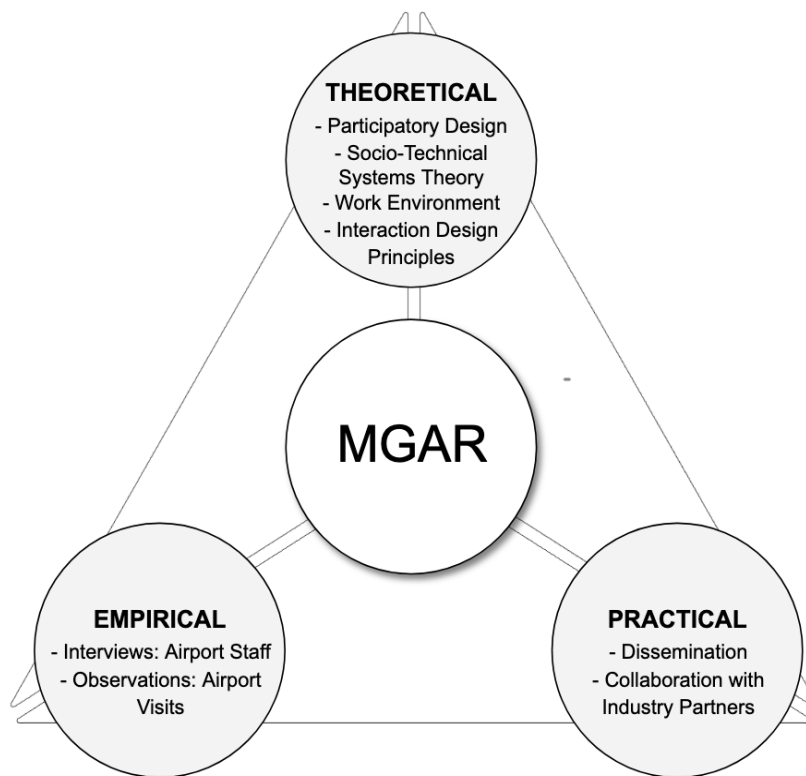 THEORETICAL
- Participatory Design
- Socio-Technical
Systems Theory
- Work Environment
- Interaction Design
Principles
MGAR
EMPIRICAL
- Interviews: Airport Staff
- Observations: Airport
Visits
PRACTICAL
- Dissemination
- Collaboration with
Industry Partners